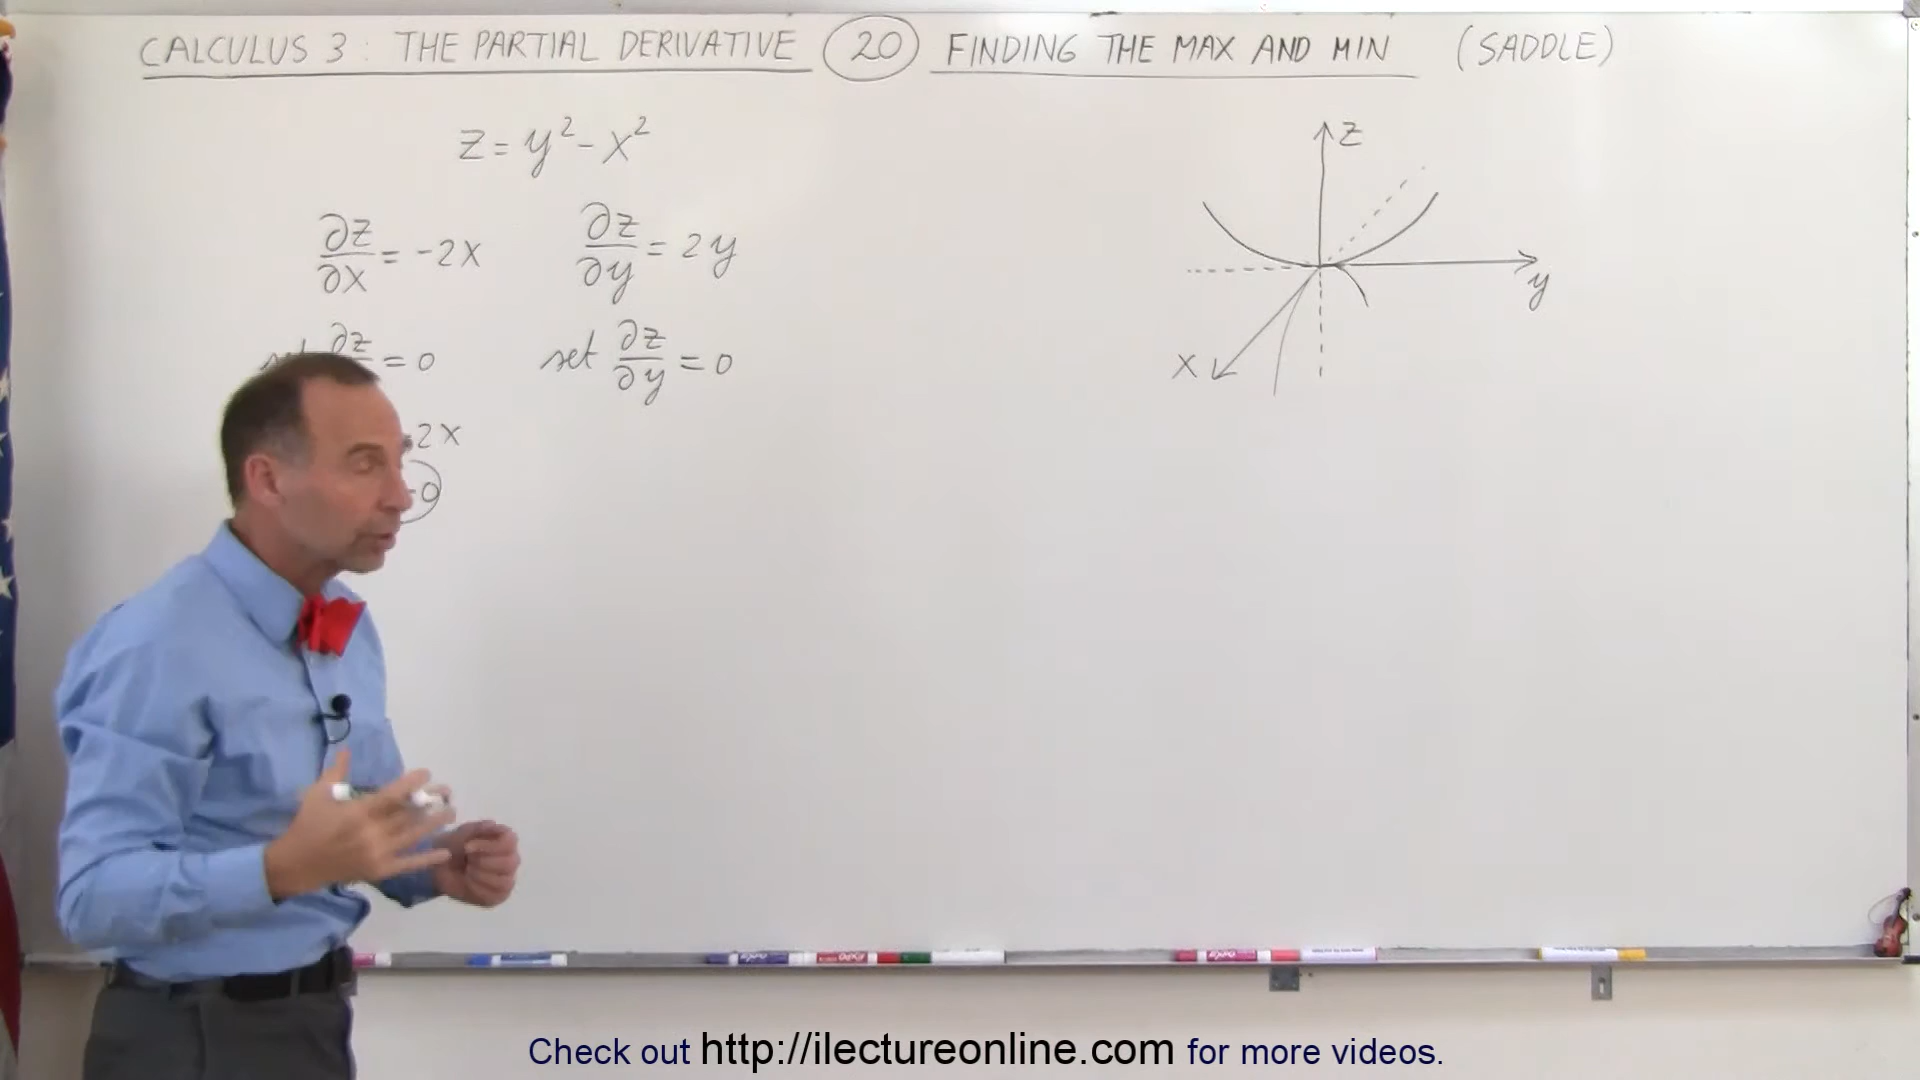 CALCULUS 3: THE PARTIAL DERIVATIVE 20 FINDING THE MAX AND MIN (SADDLE)
z = y² - x²
∂z/∂x = -2x ∂z/∂y = 2y
∂z = 0 set ∂z/∂y = 0
2x
0
z
y
x
Check out http://ilectureonline.com for more videos.